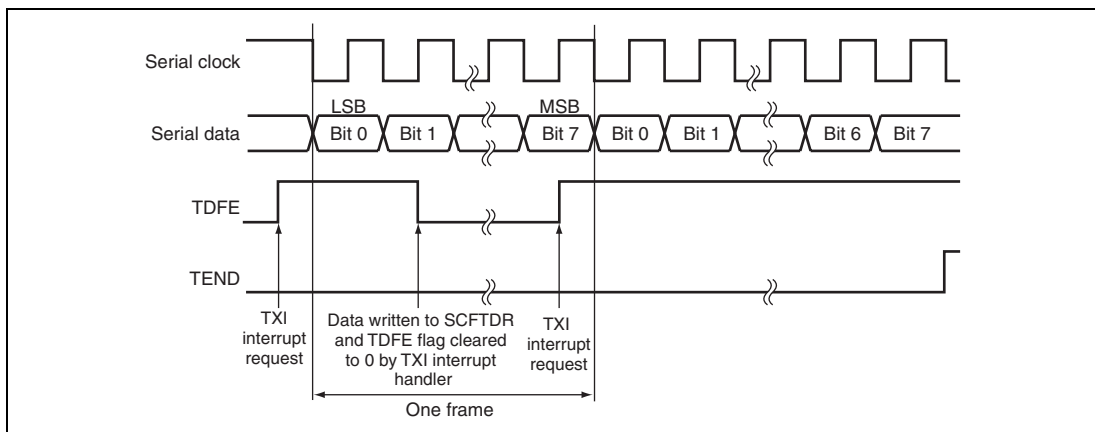 Serial clock
LSB
MSB
Serial data
Bit 0
Bit 1
Bit 7
Bit 0
Bit 1
Bit 6
Bit 7
TDFE
TEND
TXI
interrupt
request
Data written to SCFTDR
and TDFE flag cleared
to 0 by TXI interrupt
handler
TXI
interrupt
request
One frame